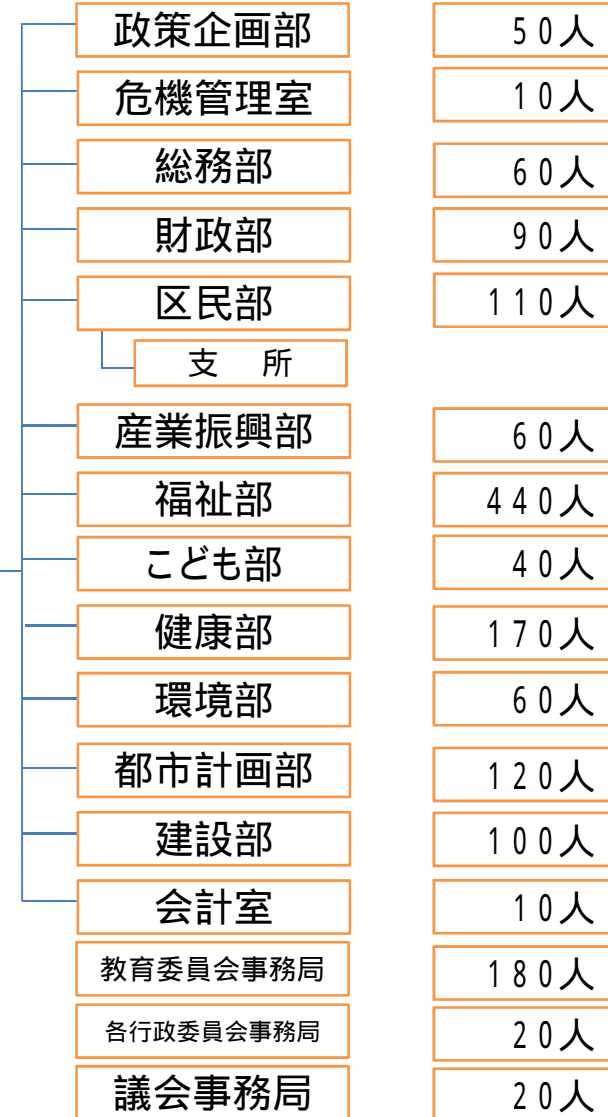 政策企画部 50人
危機管理室 10人
総務部 60人
財政部 90人
区民部 110人
支 所
産業振興部 60人
福祉部 440人
こども部 40人
健康部 170人
環境部 60人
都市計画部 120人
建設部 100人
会計室 10人
教育委員会事務局 180人
各行政委員会事務局 20人
議会事務局 20人